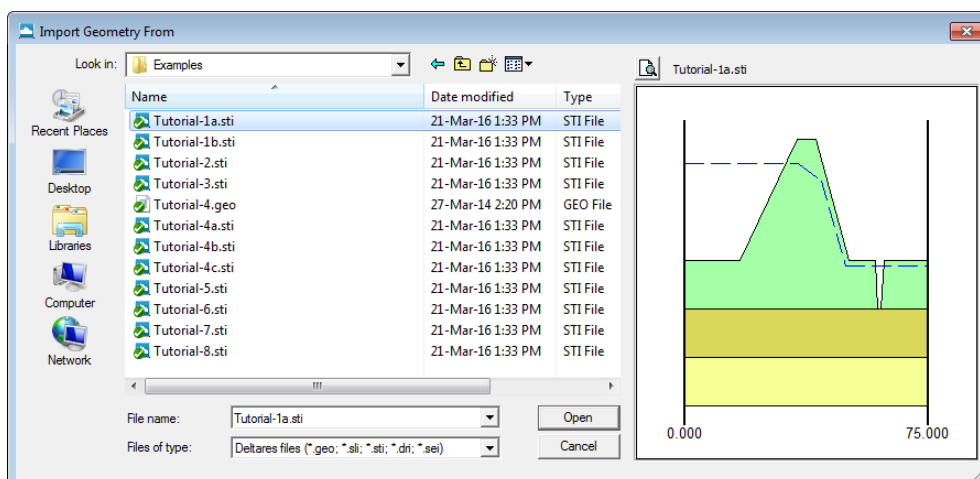 Import Geometry From
Look in: Examples
Tutorial-1a.sti
Recent Places
Desktop
Libraries
Computer
Network
Name Date modified Type
Tutorial-1a.sti 21-Mar-16 1:33 PM STI File
Tutorial-1b.sti 21-Mar-16 1:33 PM STI File
Tutorial-2.sti 21-Mar-16 1:33 PM STI File
Tutorial-3.sti 21-Mar-16 1:33 PM STI File
Tutorial-4.geo 27-Mar-14 2:20 PM GEO File
Tutorial-4a.sti 21-Mar-16 1:33 PM STI File
Tutorial-4b.sti 21-Mar-16 1:33 PM STI File
Tutorial-4c.sti 21-Mar-16 1:33 PM STI File
Tutorial-5.sti 21-Mar-16 1:33 PM STI File
Tutorial-6.sti 21-Mar-16 1:33 PM STI File
Tutorial-7.sti 21-Mar-16 1:33 PM STI File
Tutorial-8.sti 21-Mar-16 1:33 PM STI File
File name: Tutorial-1a.sti Open
Files of type: Deltares files (*.geo; *.sli; *.sti; *.dri; *.sei) Cancel
0.000 75.000